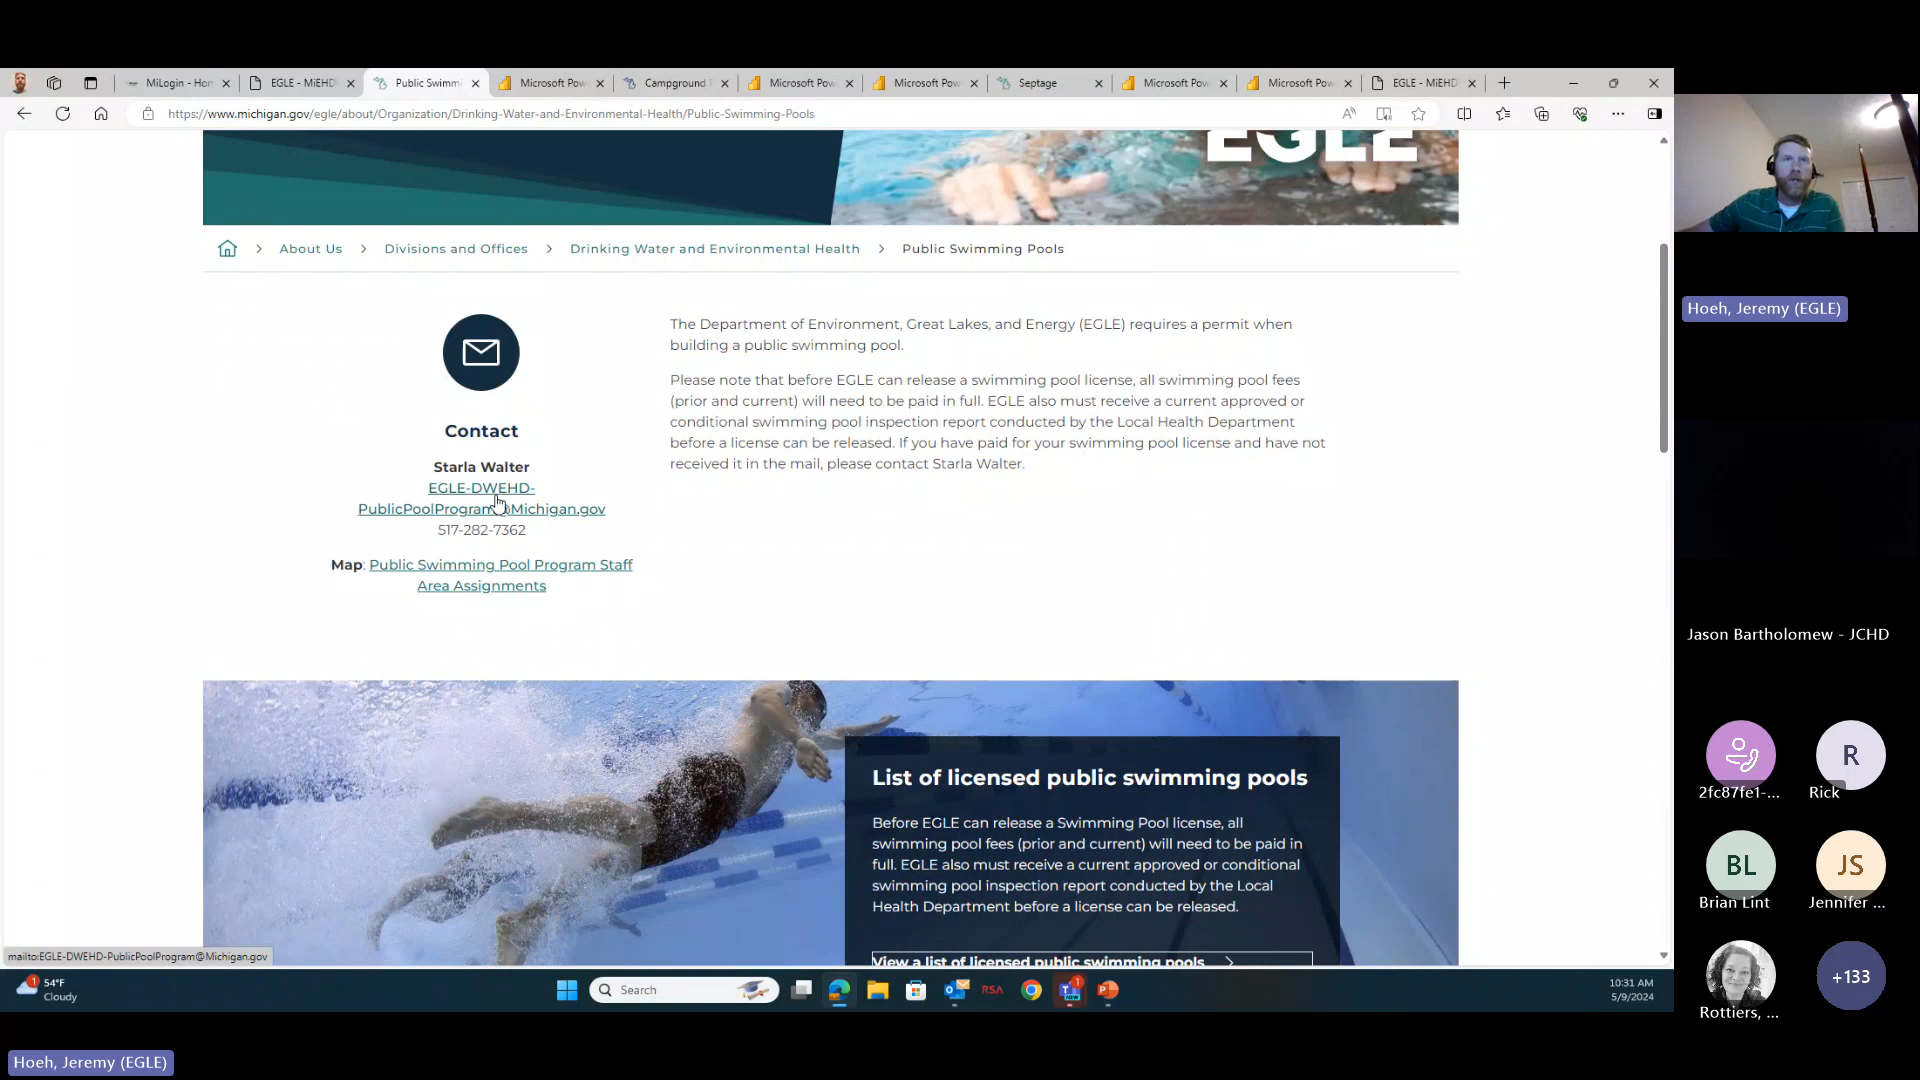 MiLogin - Hor
EGLE - MiEHD
Public Swimmi
Microsoft Pow
Campground P
Microsoft Pow
Microsoft Pow
Septage
Microsoft Pow
Microsoft Pow
EGLE - MiEHD
https://www.michigan.gov/egle/about/Organization/Drinking-Water-and-Environmental-Health/Public-Swimming-Pools
EGLE
About Us > Divisions and Offices > Drinking Water and Environmental Health > Public Swimming Pools
Contact
Starla Walter
EGLE-DWEHD-
PublicPoolProgram@Michigan.gov
517-282-7362
Map: Public Swimming Pool Program Staff
Area Assignments
The Department of Environment, Great Lakes, and Energy (EGLE) requires a permit when
building a public swimming pool.
Please note that before EGLE can release a swimming pool license, all swimming pool fees
(prior and current) will need to be paid in full. EGLE also must receive a current approved or
conditional swimming pool inspection report conducted by the Local Health Department
before a license can be released. If you have paid for your swimming pool license and have not
received it in the mail, please contact Starla Walter.
List of licensed public swimming pools
Before EGLE can release a Swimming Pool license, all
swimming pool fees (prior and current) will need to be paid in
full. EGLE also must receive a current approved or conditional
swimming pool inspection report conducted by the Local
Health Department before a license can be released.
View a list of licensed public swimming pools
mailto:EGLE-DWEHD-PublicPoolProgram@Michigan.gov
1
54°F
Cloudy
Search
RSA
1
NEW
10:31 AM
5/9/2024
Hoeh, Jeremy (EGLE)
Jason Bartholomew - JCHD
2fc87fe1-...
R
Rick
BL
Brian Lint
JS
Jennifer ...
Rottiers, ...
+133
Hoeh, Jeremy (EGLE)